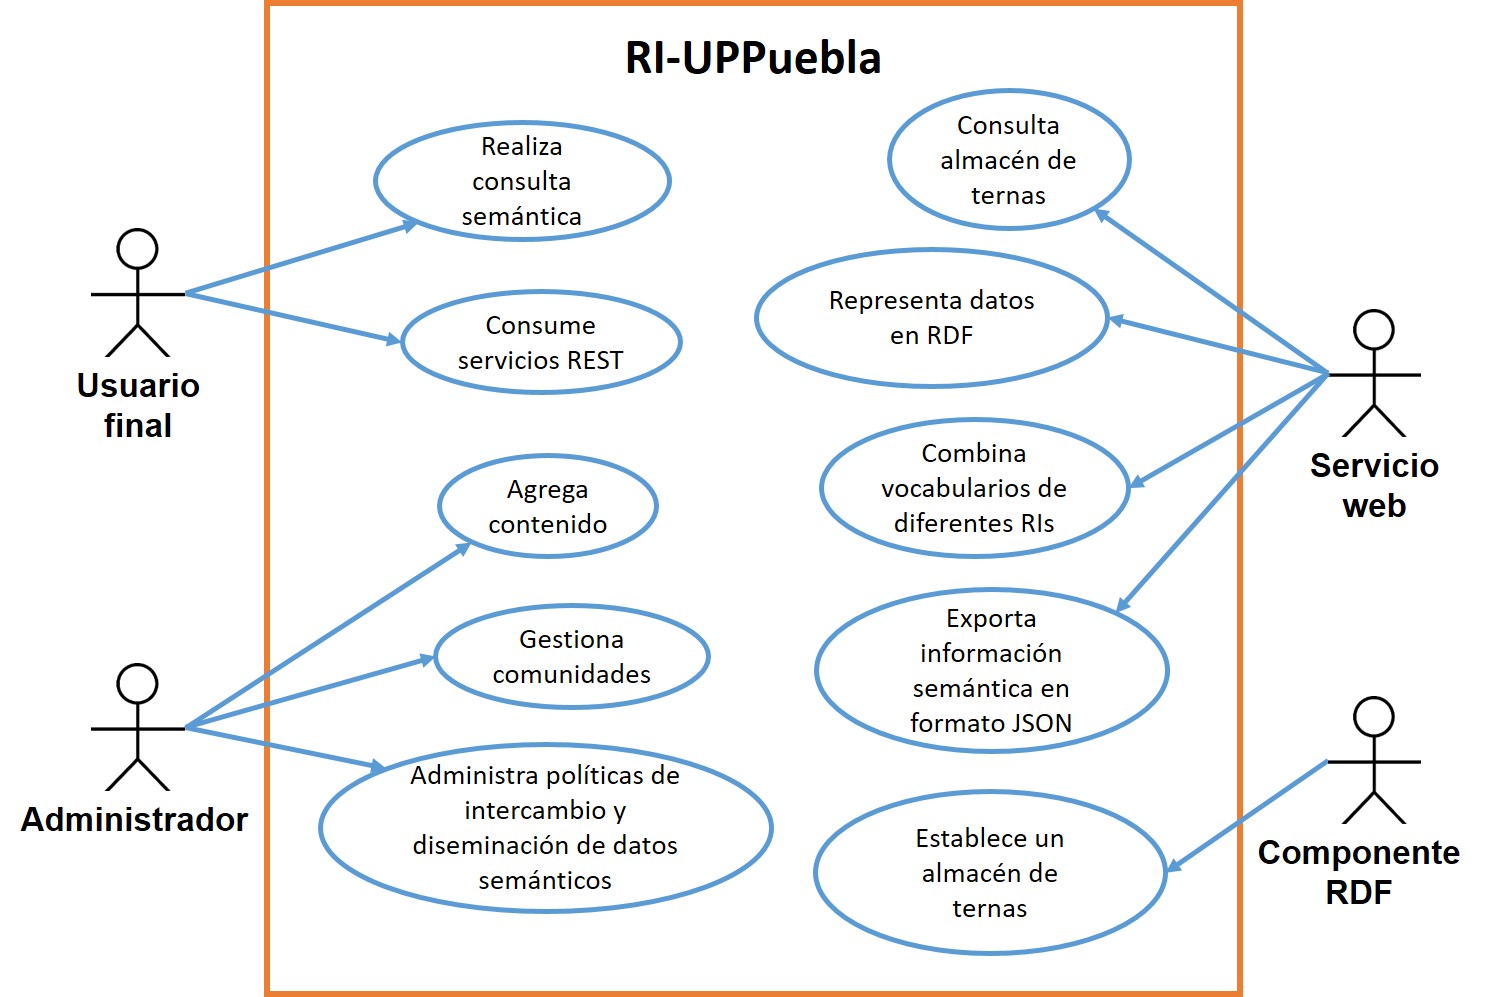 RI-UPPuebla
Realiza
consulta
semántica
Consume
servicios REST
Usuario
final
Agrega
contenido
Gestiona
comunidades
Administra políticas de
intercambio y
diseminación de datos
semánticos
Administrador
Consulta
almacén de
ternas
Representa datos
en RDF
Combina
vocabularios de
diferentes RIs
Exporta
información
semántica en
formato JSON
Servicio
web
Establece un
almacén de
ternas
Componente
RDF